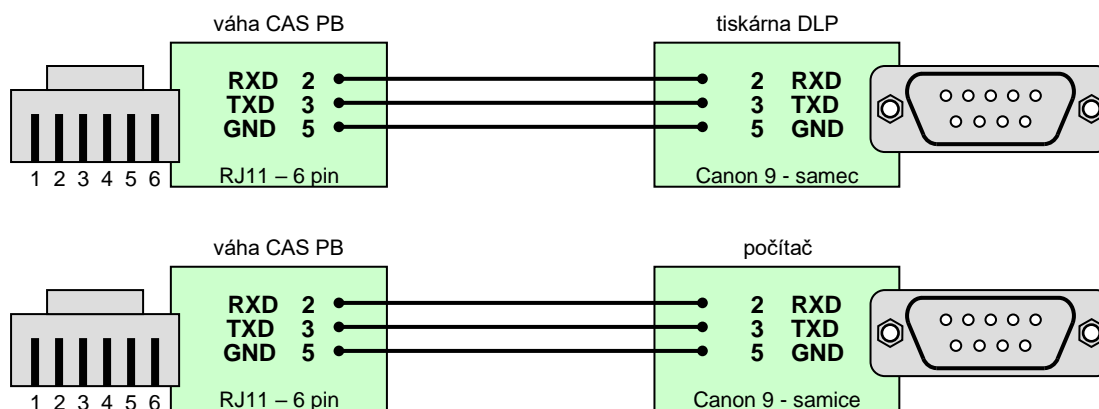 váha CAS PB tiskárna DLP
RXD 2 2 RXD
TXD 3 3 TXD
GND 5 5 GND
1 2 3 4 5 6 RJ11 – 6 pin Canon 9 - samec
váha CAS PB počítač
RXD 2 2 RXD
TXD 3 3 TXD
GND 5 5 GND
1 2 3 4 5 6 RJ11 – 6 pin Canon 9 - samice